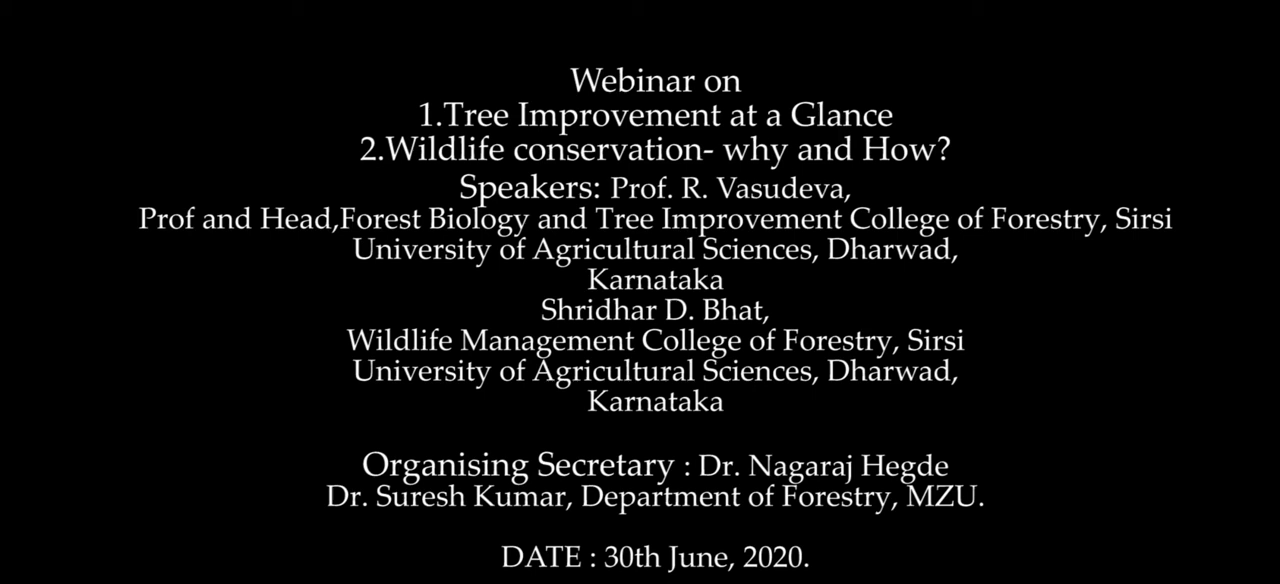 Webinar on
1.Tree Improvement at a Glance
2.Wildlife conservation- why and How?
Speakers: Prof. R. Vasudeva,
Prof and Head,Forest Biology and Tree Improvement College of Forestry, Sirsi
University of Agricultural Sciences, Dharwad,
Karnataka
Shridhar D. Bhat,
Wildlife Management College of Forestry, Sirsi
University of Agricultural Sciences, Dharwad,
Karnataka
Organising Secretary : Dr. Nagaraj Hegde
Dr. Suresh Kumar, Department of Forestry, MZU.
DATE : 30th June, 2020.